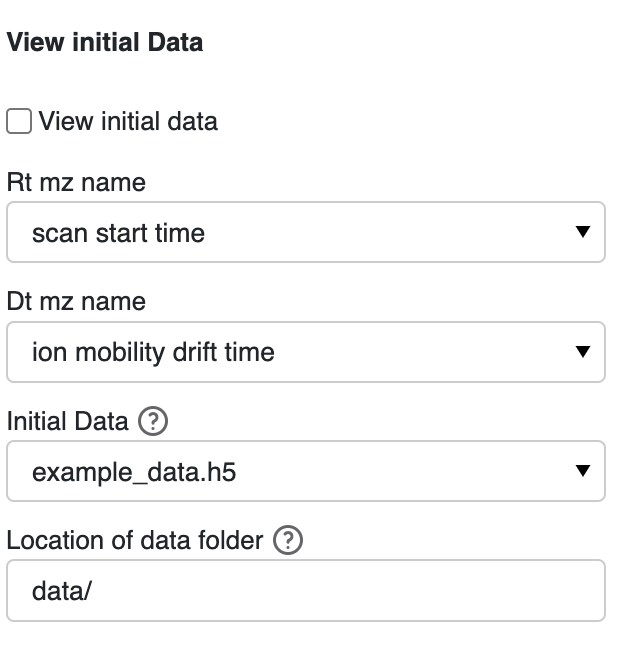 View initial Data
View initial data
Rt mz name
scan start time
Dt mz name
ion mobility drift time
Initial Data ?
example_data.h5
Location of data folder ?
data/